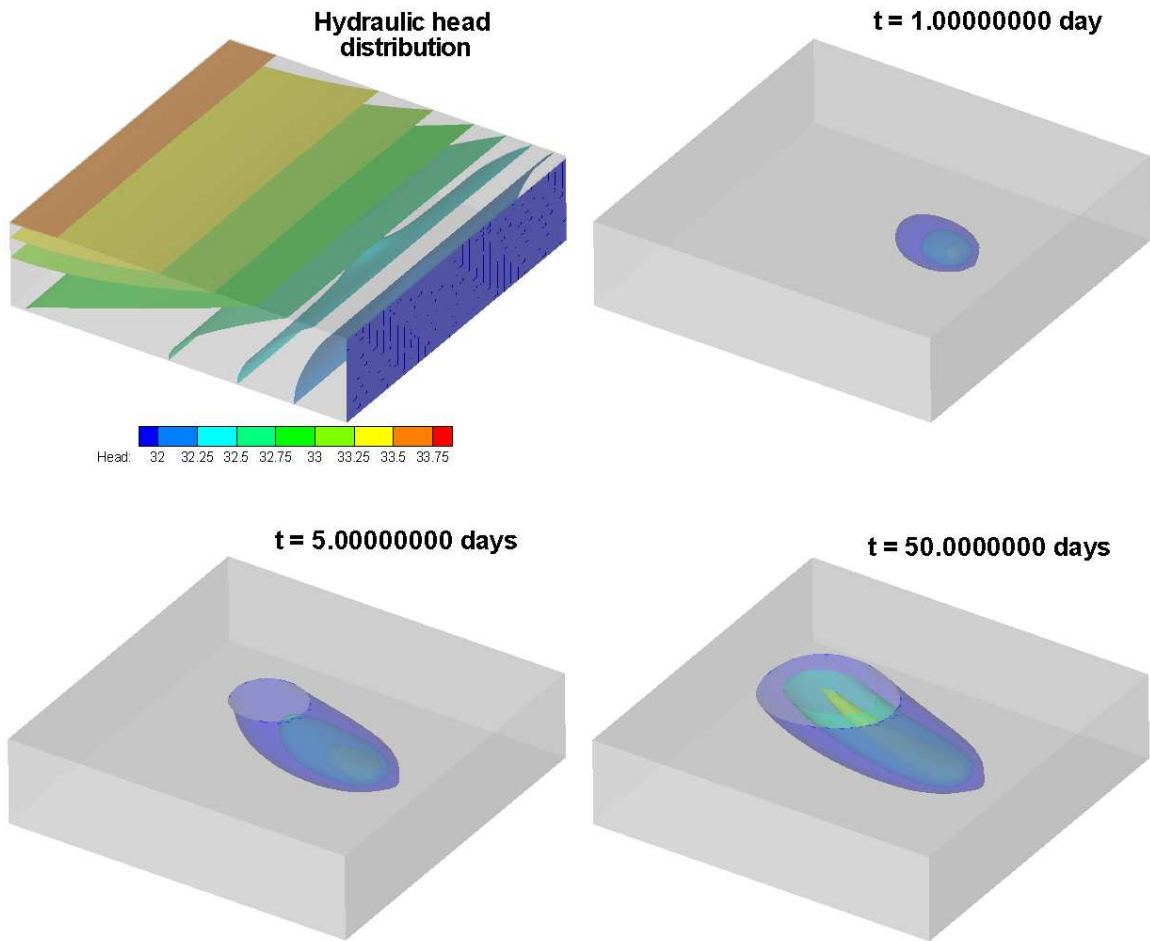 Hydraulic head
distribution
t = 1.00000000 day
Head: 32 32.25 32.5 32.75 33 33.25 33.5 33.75
t = 5.00000000 days
t = 50.0000000 days